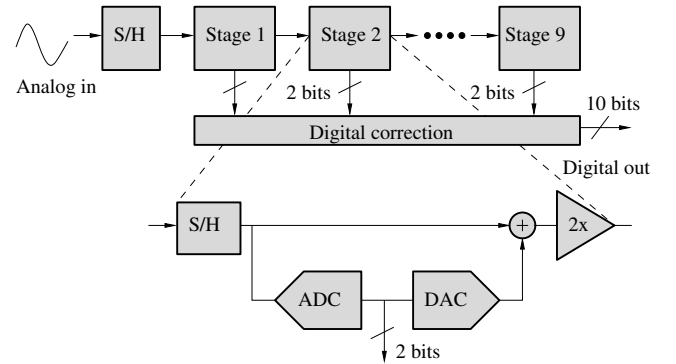 S/H
Stage 1
Stage 2
Stage 9
Analog in
2 bits
2 bits
10 bits
Digital correction
Digital out
S/H
+
2x
ADC
DAC
2 bits